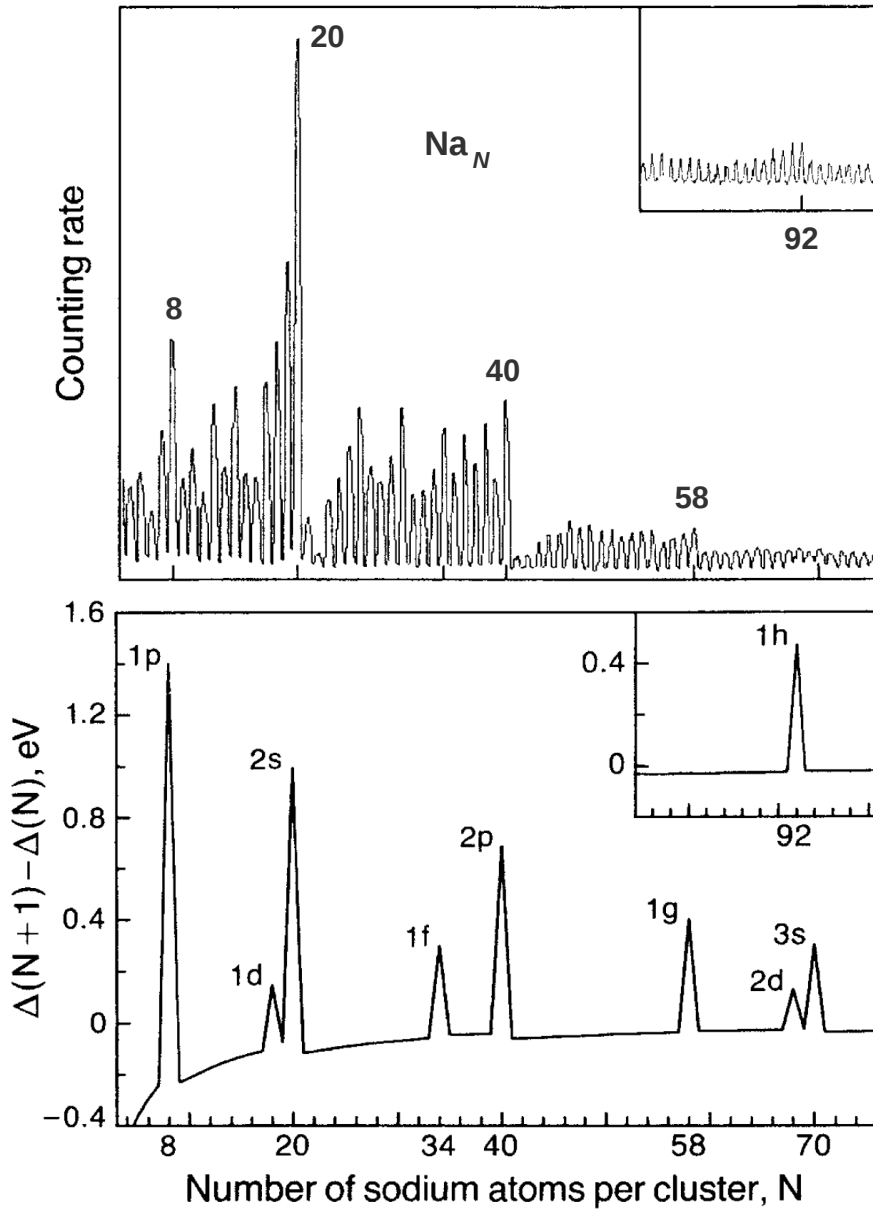 20
Na N
92
8
40
58
Counting rate
1.6
1p
1.2
2s
0.8
2p
0.4
1f
1g
3s
1d
2d
0
−0.4
1h
0.4
0
92
Δ(N + 1) − Δ(N), eV
8 20 34 40 58 70
Number of sodium atoms per cluster, N